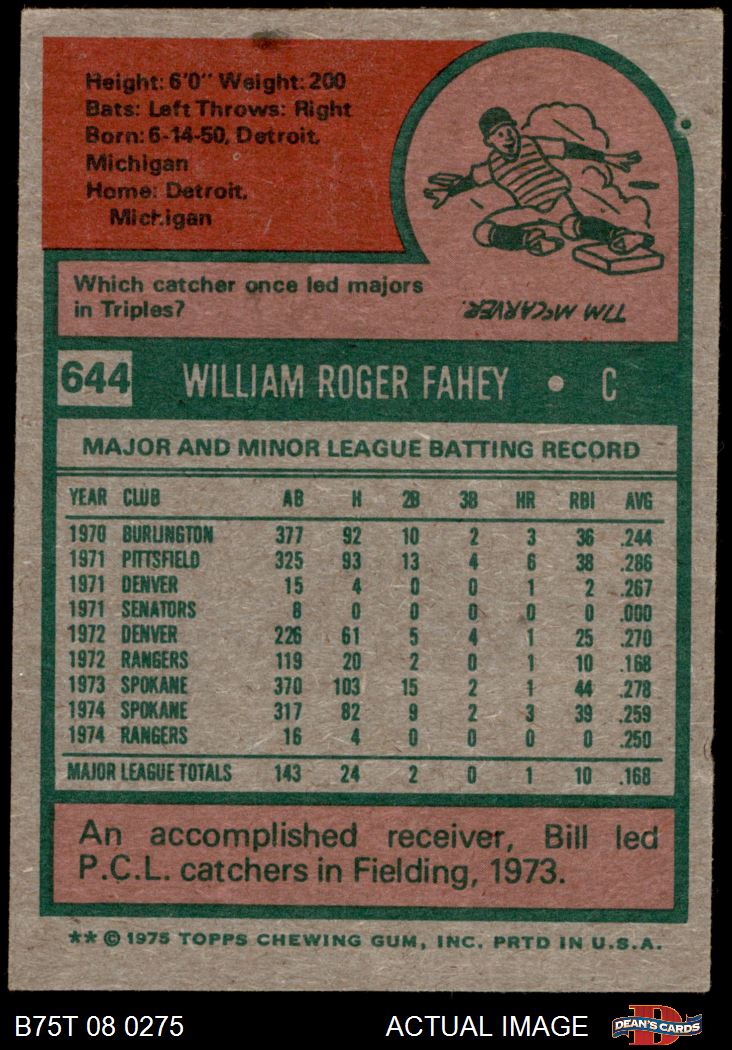 Height: 6'0" Weight: 200
Bats: Left Throws: Right
Born: 6-14-50, Detroit,
Michigan
Home: Detroit,
Michigan
Which catcher once led majors
in Triples?
TIM McCARVER.
644 WILLIAM ROGER FAHEY • C
MAJOR AND MINOR LEAGUE BATTING RECORD
YEAR CLUB AB H 2B 3B HR RBI AVG
1970 BURLINGTON 377 92 10 2 3 36 .244
1971 PITTSFIELD 325 93 13 4 6 38 .286
1971 DENVER 15 4 0 0 1 2 .267
1971 SENATORS 8 0 0 0 0 0 .000
1972 DENVER 226 61 5 4 1 25 .270
1972 RANGERS 119 20 2 0 1 10 .168
1973 SPOKANE 370 103 15 2 1 44 .278
1974 SPOKANE 317 82 9 2 3 39 .259
1974 RANGERS 16 4 0 0 0 0 .250
MAJOR LEAGUE TOTALS 143 24 2 0 1 10 .168
An accomplished receiver, Bill led
P.C.L. catchers in Fielding, 1973.
** © 1975 TOPPS CHEWING GUM, INC. PRTD IN U.S.A.
B75T 08 0275 ACTUAL IMAGE D DEAN'S CARDS